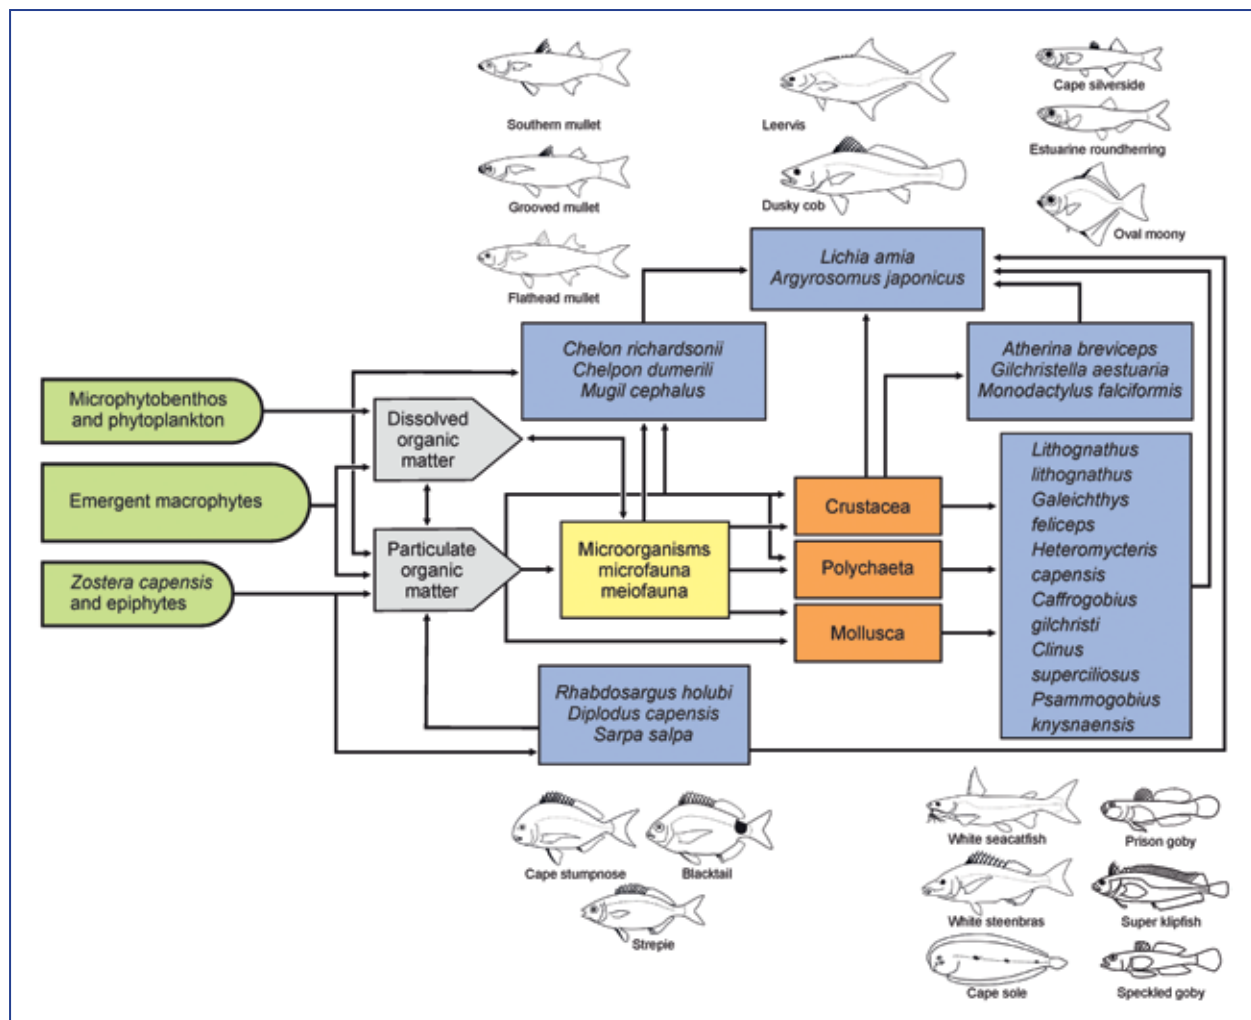 Southern mullet
Grooved mullet
Flathead mullet
Leervis
Dusky cob
Cape silverside
Estuarine roundherring
Oval moony
Lichia amia
Argyrosomus japonicus
Chelon richardsonii
Chelpon dumerili
Mugil cephalus
Atherina breviceps
Gilchristella aestuaria
Monodactylus falciformis
Microphytobenthos
and phytoplankton
Dissolved
organic
matter
Emergent macrophytes
Particulate
organic
matter
Zostera capensis
and epiphytes
Microorganisms
microfauna
meiofauna
Crustacea
Polychaeta
Mollusca
Lithognathus
lithognathus
Galeichthys
feliceps
Heteromycteris
capensis
Caffrogobius
gilchristi
Clinus
superciliosus
Psammogobius
knysnaensis
Rhabdosargus holubi
Diplodus capensis
Sarpa salpa
Cape stumpnose
Blacktail
Strepie
White seacatfish
Prison goby
White steenbras
Super klipfish
Cape sole
Speckled goby